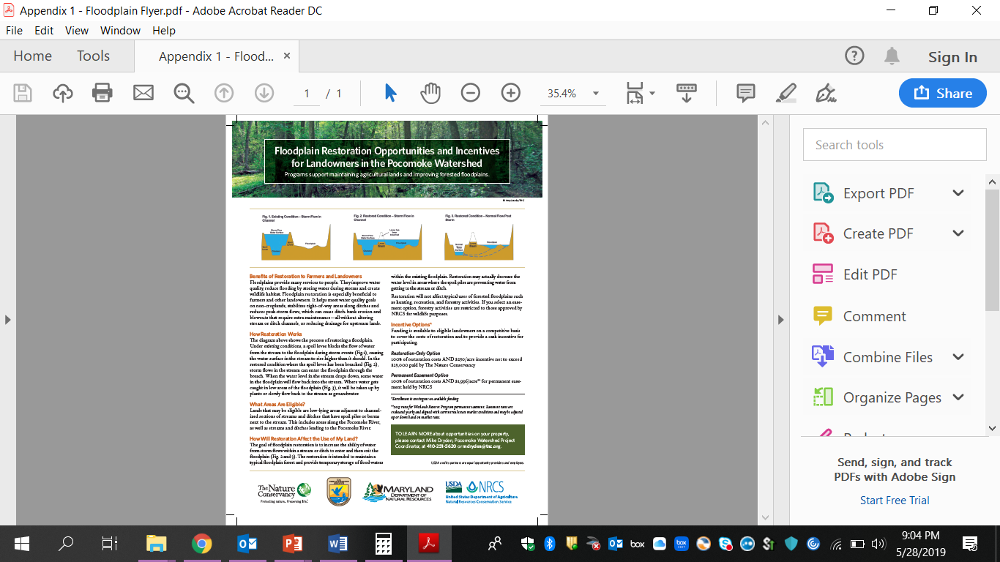 Appendix 1 - Floodplain Flyer.pdf - Adobe Acrobat Reader DC
File Edit View Window Help
Home Tools Appendix 1 - Flood... ×
Sign In
1 / 1 35.4% Share
Floodplain Restoration Opportunities and Incentives
for Landowners in the Pocomoke Watershed
Programs support maintaining agricultural lands and improving forested floodplains.
Fig. 1. Existing Condition – Storm Flow in
Channel
Storm Flow
Water Surface
Floodplain
Fig. 2. Restored Condition – Storm Flow in
Channel
Storm Flow
Water Surface
Levee has
been
breached
Fig. 3. Restored Condition – Normal Flow Post
Storm
Normal
Water
Surface
Floodplain
Benefits of Restoration to Farmers and Landowners
Floodplains provide many services to people. They improve water
quality, reduce flooding by storing water during storms and create
wildlife habitat. Floodplain restoration is especially beneficial to
farmers and other landowners. It helps meet water quality goals
on non-croplands, stabilizes right-of-way areas along ditches and
reduces peak storm flows, which can cause ditch-bank erosion and
blowouts that require extra maintenance—all without altering
stream or ditch channels, or reducing drainage for upstream lands.
How Restoration Works
The diagram above shows the process of restoring a floodplain.
Under existing conditions, a spoil levee blocks the flow of water
from the stream to the floodplain during storm events (Fig.1), causing
the water surface in the stream to rise higher than it should. In the
restored condition where the spoil levee has been breached (Fig. 2),
storm flows in the stream can enter the floodplain through the
breach. When the water level in the stream drops down, some water
in the floodplain will flow back into the stream. Where water gets
caught in low areas of the floodplain (Fig. 3), it will be taken up by
plants or slowly flow back to the stream as groundwater.
What Areas Are Eligible?
Lands that may be eligible are low-lying areas adjacent to channel-
ized sections of streams and ditches that have spoil piles or berms
next to the stream. This includes areas along the Pocomoke River,
as well as streams and ditches leading to the Pocomoke River.
How Will Restoration Affect the Use of My Land?
The goal of floodplain restoration is to increase the ability of water
from storm flows within a stream or ditch to enter and then exit the
floodplain (Fig. 2 and 3). The restoration is intended to maintain a
typical floodplain forest and provide temporary storage of flood waters
within the existing floodplain. Restoration may actually decrease the
water level in areas where the spoil piles are preventing water from
getting to the stream or ditch.
Restoration will not affect typical uses of forested floodplains such
as hunting, recreation, and forestry activities. If you select an ease-
ment option, forestry activities are restricted to those approved by
NRCS for wildlife purposes.
Incentive Options*
Funding is available to eligible landowners on a competitive basis
to cover the costs of restoration and to provide a cash incentive for
participating.
Restoration-Only Option
100% of restoration costs AND $250/acre incentive not to exceed
$25,000 paid by The Nature Conservancy
Permanent Easement Option
100% of restoration costs AND $1,936/acre** for permanent ease-
ment held by NRCS
*Enrollment is contingent on available funding
**2013 rates for Wetlands Reserve Program permanent easement. Easement rates are
evaluated yearly and aligned with current real estate market conditions and may be adjusted
up or down based on market rates.
TO LEARN MORE about opportunities on your property,
please contact Mike Dryden, Pocomoke Watershed Project
Coordinator, at 410-251-5620 or mdryden@tnc.org.
USDA and its partners are equal opportunity providers and employers.
The Nature
Conservancy
Protecting nature. Preserving life.
MARYLAND
DEPARTMENT OF
NATURAL RESOURCES
USDA NRCS
United States Department of Agriculture
Natural Resources Conservation Service
Search tools
Export PDF
Create PDF
Edit PDF
Comment
Combine Files
Organize Pages
Send, sign, and track
PDFs with Adobe Sign
Start Free Trial
box
box
9:04 PM
5/28/2019